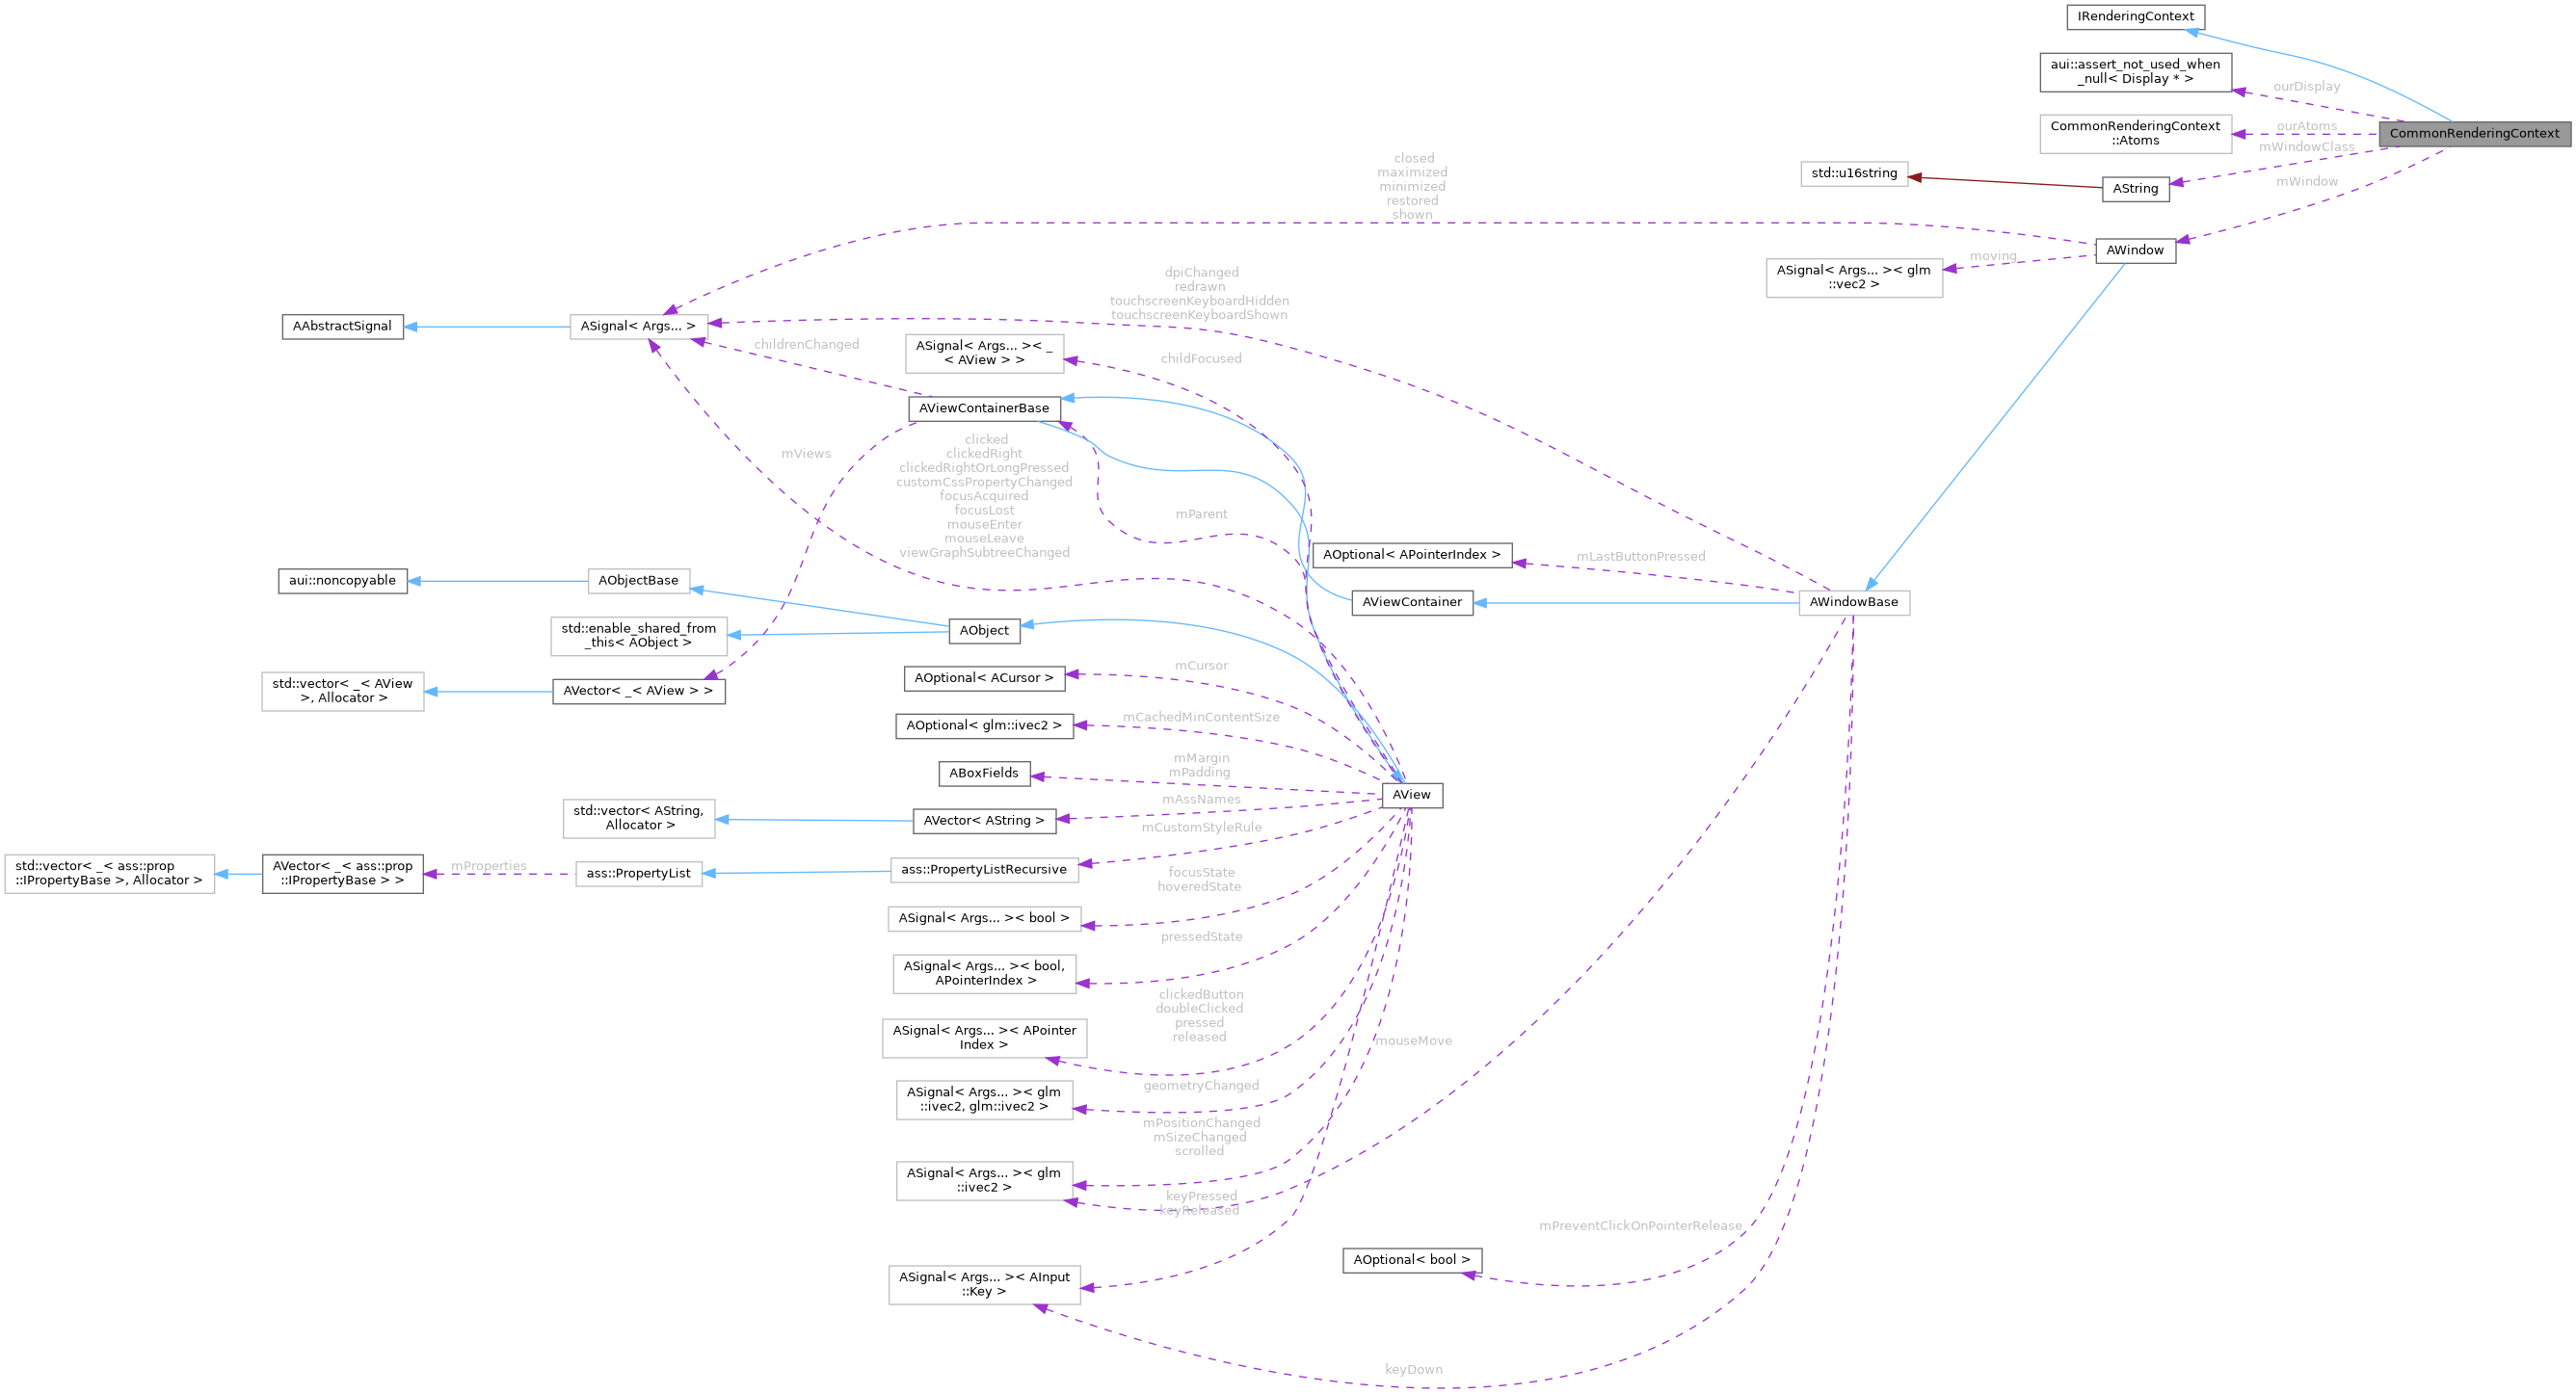 IRenderingContext
aui::assert_not_used_when
_null< Display * >
ourDisplay
CommonRenderingContext
::Atoms
ourAtoms
CommonRenderingContext
mWindowClass
std::u16string
AString
mWindow
closed
maximized
minimized
restored
shown
AWindow
moving
ASignal< Args... >< glm
::vec2 >
dpiChanged
redrawn
touchscreenKeyboardHidden
touchscreenKeyboardShown
AAbstractSignal
ASignal< Args... >
childrenChanged
ASignal< Args... >< _
< AView > >
childFocused
AViewContainerBase
mViews
clicked
clickedRight
clickedRightOrLongPressed
customCssPropertyChanged
focusAcquired
focusLost
mouseEnter
mouseLeave
viewGraphSubtreeChanged
mParent
AOptional< APointerIndex >
mLastButtonPressed
aui::noncopyable
AObjectBase
AViewContainer
AWindowBase
std::enable_shared_from
_this< AObject >
AObject
std::vector< _< AView
>, Allocator >
AVector< _< AView > >
AOptional< ACursor >
mCursor
AOptional< glm::ivec2 >
mCachedMinContentSize
ABoxFields
mMargin
mPadding
AView
std::vector< AString,
Allocator >
AVector< AString >
mAssNames
mCustomStyleRule
std::vector< _< ass::prop
::IPropertyBase >, Allocator >
AVector< _< ass::prop
::IPropertyBase > >
mProperties
ass::PropertyList
ass::PropertyListRecursive
focusState
hoveredState
ASignal< Args... >< bool >
pressedState
ASignal< Args... >< bool,
APointerIndex >
clickedButton
doubleClicked
pressed
released
ASignal< Args... >< APointer
Index >
mouseMove
geometryChanged
ASignal< Args... >< glm
::ivec2, glm::ivec2 >
mPositionChanged
mSizeChanged
scrolled
ASignal< Args... >< glm
::ivec2 >
keyPressed
keyReleased
mPreventClickOnPointerRelease
AOptional< bool >
ASignal< Args... >< AInput
::Key >
keyDown